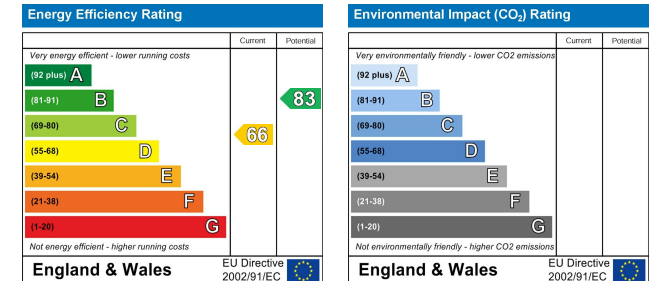 Energy Efficiency Rating
Current Potential
Very energy efficient - lower running costs
(92 plus) A
(81-91) B
83
(69-80) C
66
(55-68) D
(39-54) E
(21-38) F
(1-20) G
Not energy efficient - higher running costs
England & Wales
EU Directive
2002/91/EC
Environmental Impact (CO₂) Rating
Current Potential
Very environmentally friendly - lower CO2 emissions
(92 plus) A
(81-91) B
(69-80) C
(55-68) D
(39-54) E
(21-38) F
(1-20) G
Not environmentally friendly - higher CO2 emissions
England & Wales
EU Directive
2002/91/EC